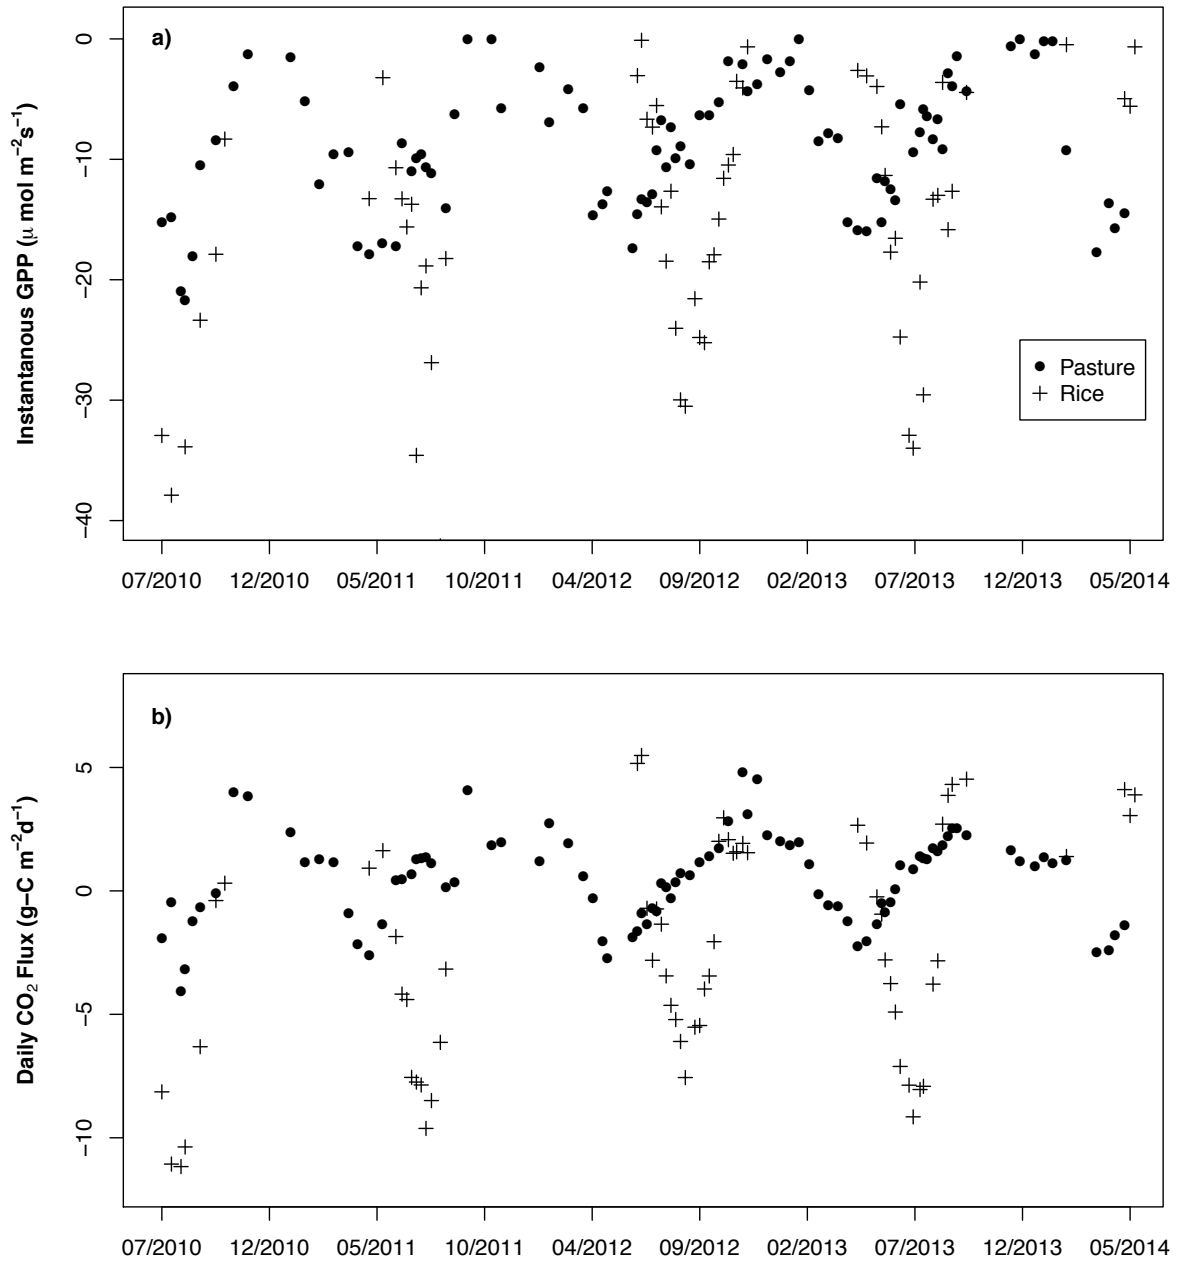 a)
Instantanous GPP (μ mol m⁻²s⁻¹)
0
−10
−20
−30
−40
Pasture
Rice
07/2010 12/2010 05/2011 10/2011 04/2012 09/2012 02/2013 07/2013 12/2013 05/2014
b)
Daily CO₂ Flux (g−C m⁻²d⁻¹)
5
0
−5
−10
07/2010 12/2010 05/2011 10/2011 04/2012 09/2012 02/2013 07/2013 12/2013 05/2014